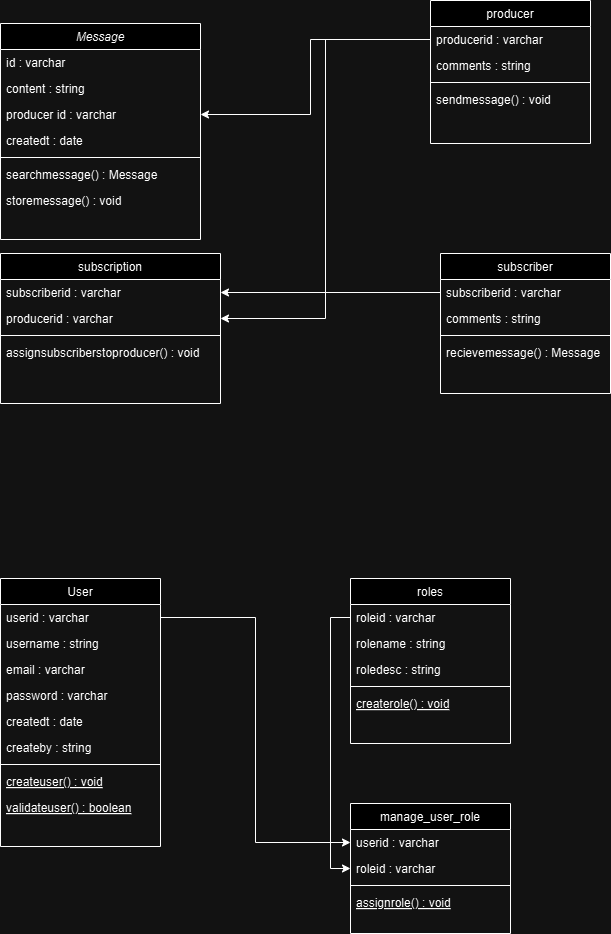 Message
id : varchar
content : string
producer id : varchar
createdt : date
searchmessage() : Message
storemessage() : void
producer
producerid : varchar
comments : string
sendmessage() : void
subscription
subscriberid : varchar
producerid : varchar
assignsubscriberstoproducer() : void
subscriber
subscriberid : varchar
comments : string
recievemessage() : Message
User
userid : varchar
username : string
email : varchar
password : varchar
createdt : date
createby : string
createuser() : void
validateuser() : boolean
roles
roleid : varchar
rolename : string
roledesc : string
createrole() : void
manage_user_role
userid : varchar
roleid : varchar
assignrole() : void